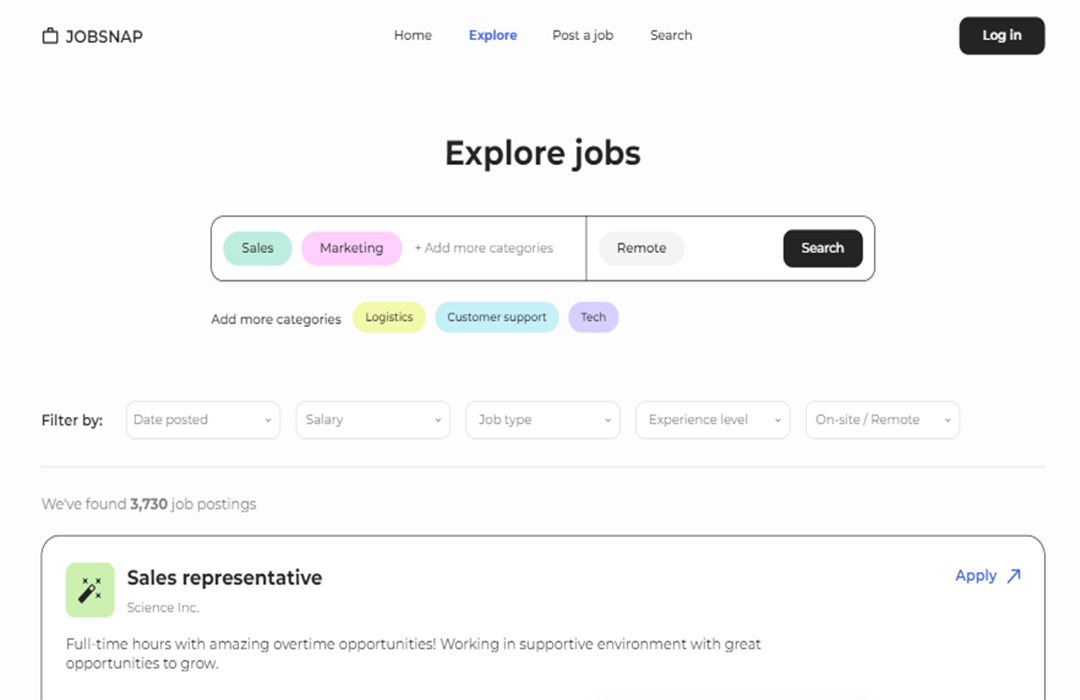 JOBSNAP
Home Explore Post a job Search
Log in
Explore jobs
Sales Marketing + Add more categories Remote Search
Add more categories Logistics Customer support Tech
Filter by: Date posted Salary Job type Experience level On-site / Remote
We've found 3,730 job postings
Sales representative
Apply
Science Inc.
Full-time hours with amazing overtime opportunities! Working in supportive environment with great
opportunities to grow.